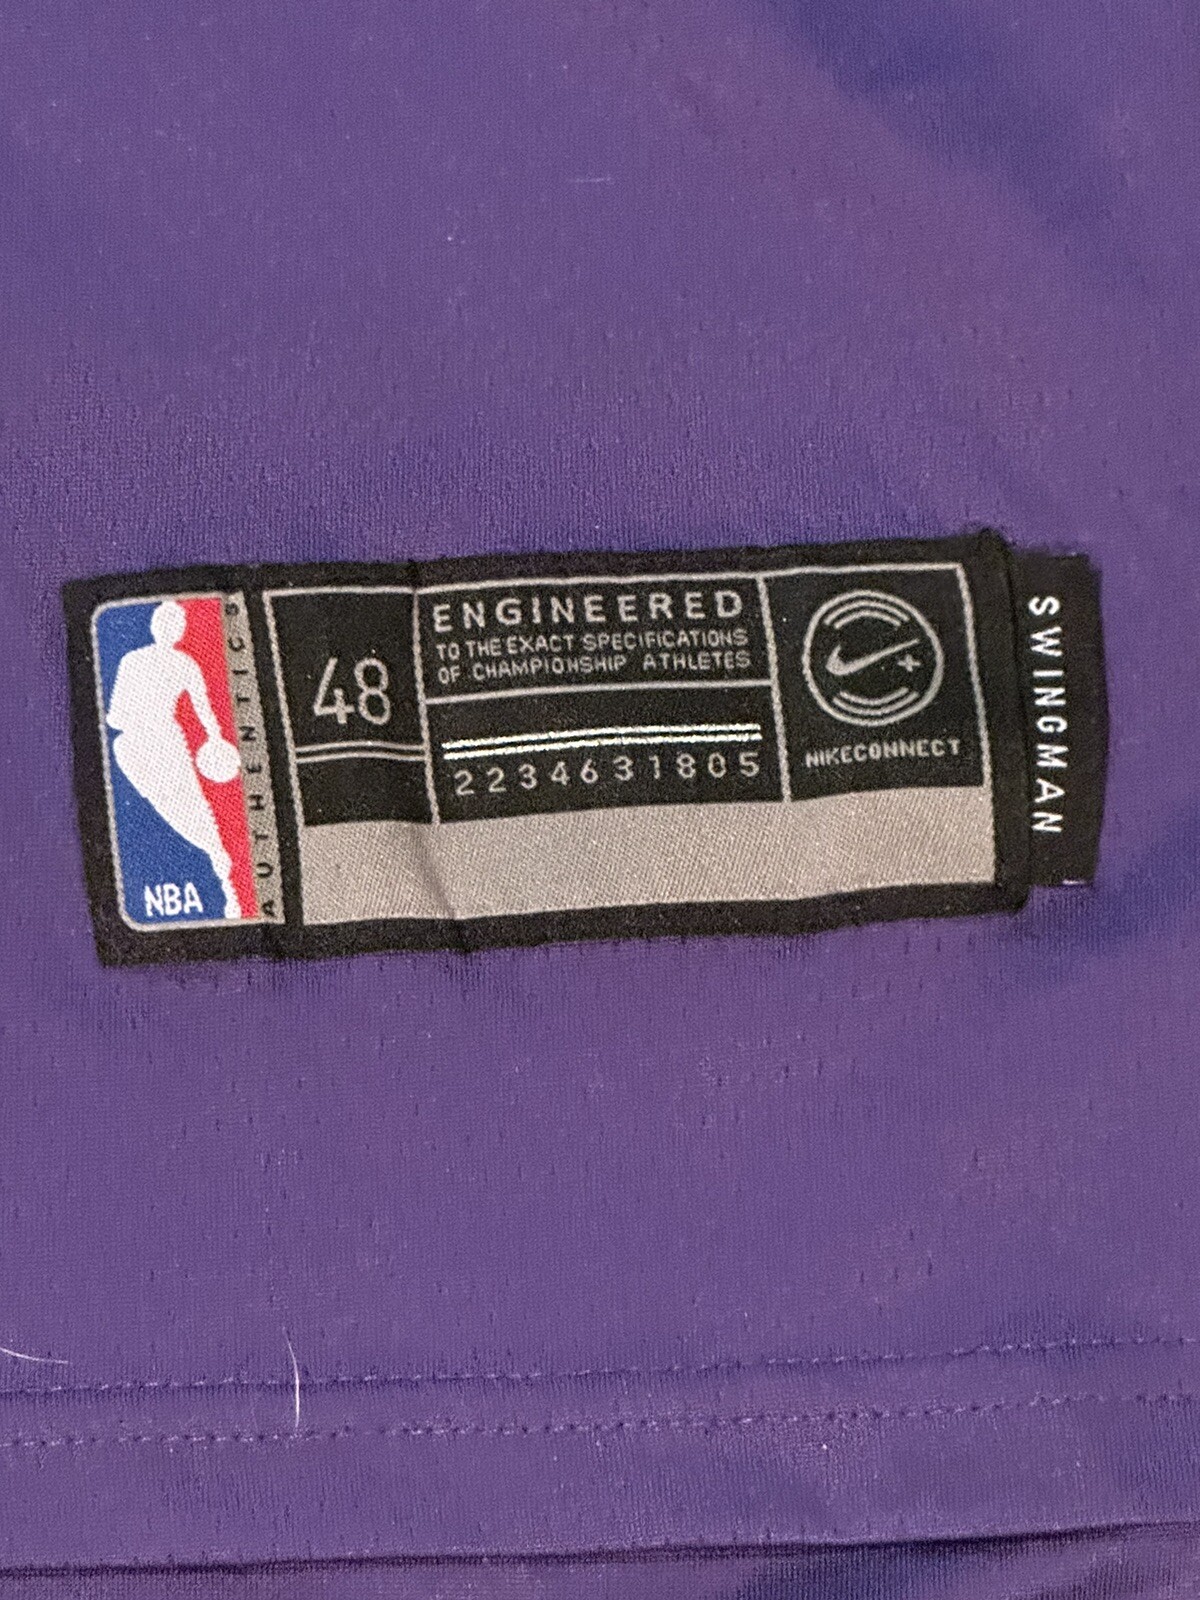 NBA
AUTHENTICS
48
ENGINEERED
TO THE EXACT SPECIFICATIONS
OF CHAMPIONSHIP ATHLETES
2234631805
NIKECONNECT
SWINGMAN